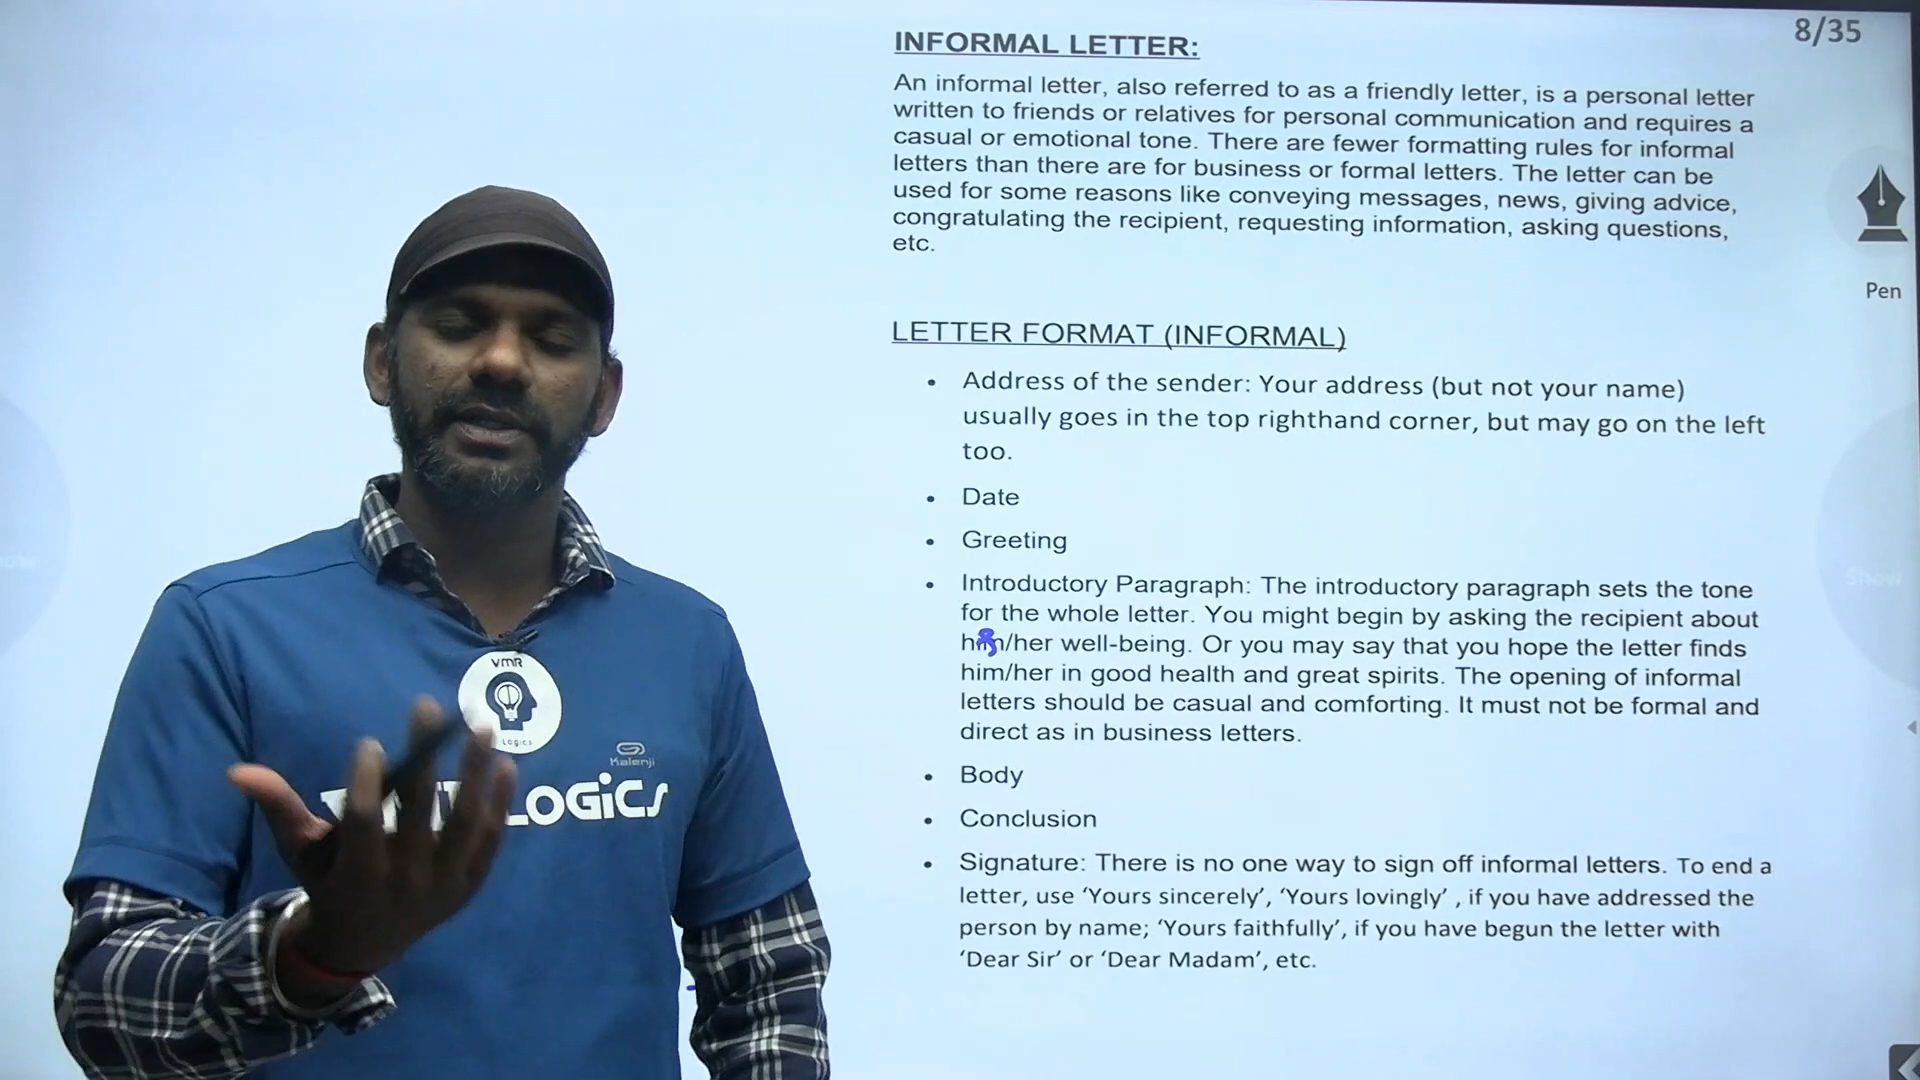 8/35
INFORMAL LETTER:
An informal letter, also referred to as a friendly letter, is a personal letter
written to friends or relatives for personal communication and requires a
casual or emotional tone. There are fewer formatting rules for informal
letters than there are for business or formal letters. The letter can be
used for some reasons like conveying messages, news, giving advice,
congratulating the recipient, requesting information, asking questions,
etc.
Pen
LETTER FORMAT (INFORMAL)
• Address of the sender: Your address (but not your name)
usually goes in the top righthand corner, but may go on the left
too.
• Date
• Greeting
• Introductory Paragraph: The introductory paragraph sets the tone
for the whole letter. You might begin by asking the recipient about
/her well-being. Or you may say that you hope the letter finds
him/her in good health and great spirits. The opening of informal
letters should be casual and comforting. It must not be formal and
direct as in business letters.
• Body
• Conclusion
• Signature: There is no one way to sign off informal letters. To end a
letter, use ‘Yours sincerely’, ‘Yours lovingly’ , if you have addressed the
person by name; ‘Yours faithfully’, if you have begun the letter with
‘Dear Sir’ or ‘Dear Madam’, etc.
Show
VMR
Logics
Kalenji
LOGICS